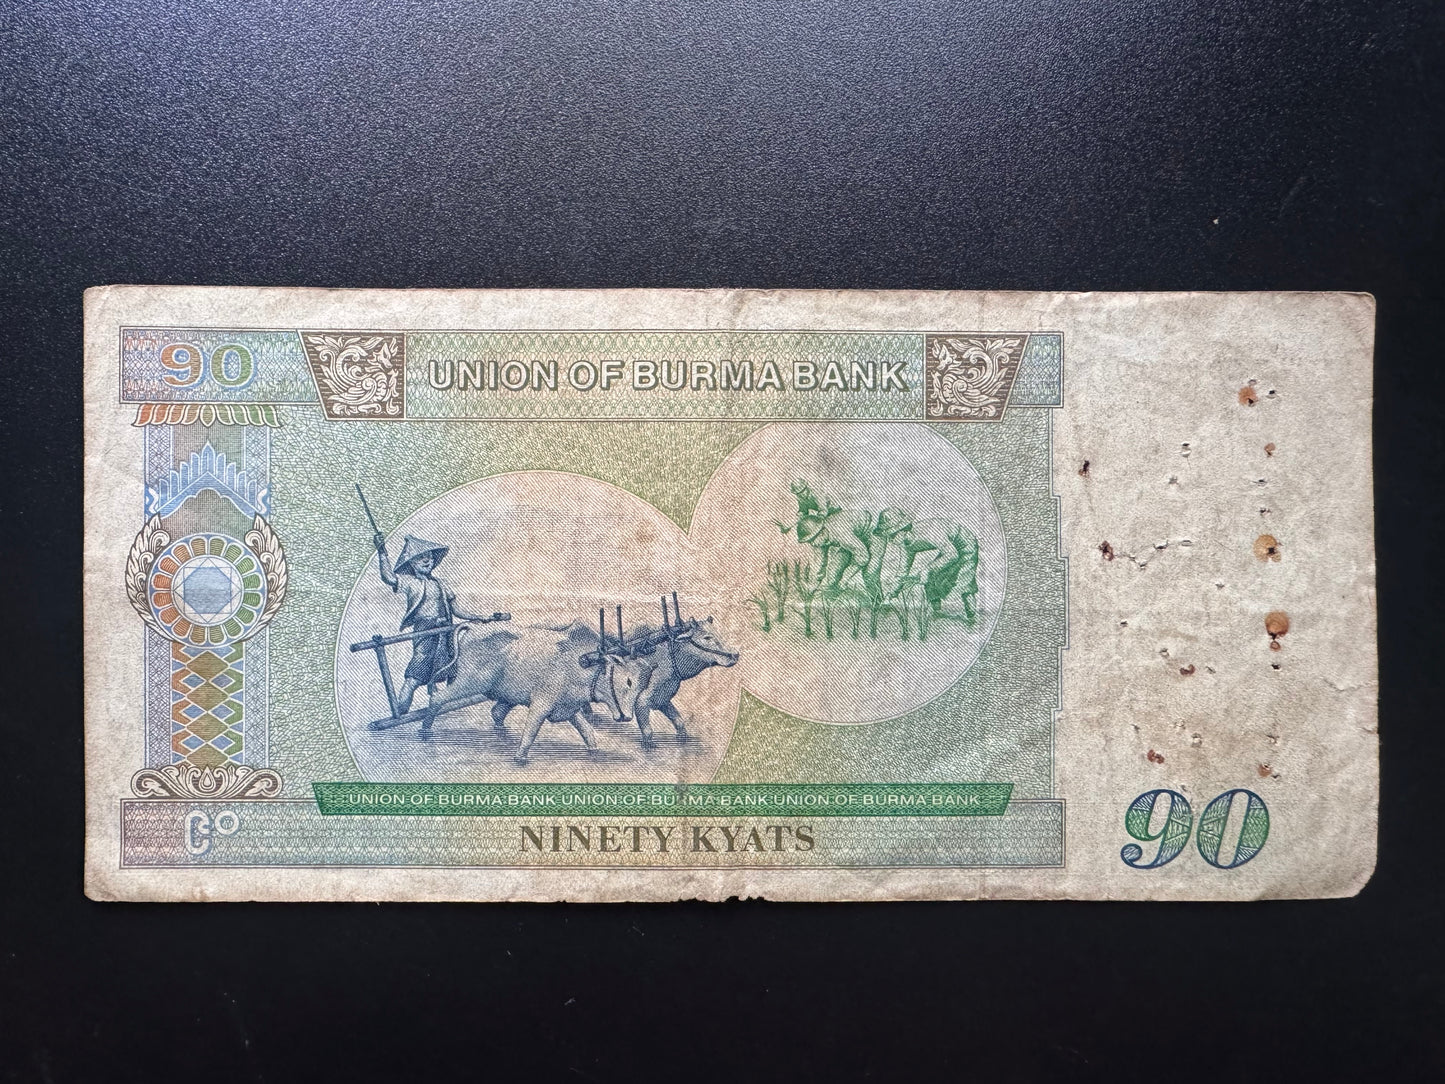 90
UNION OF BURMA BANK
UNION OF BURMA BANK UNION OF BURMA BANK UNION OF BURMA BANK
၉၀
NINETY KYATS
90